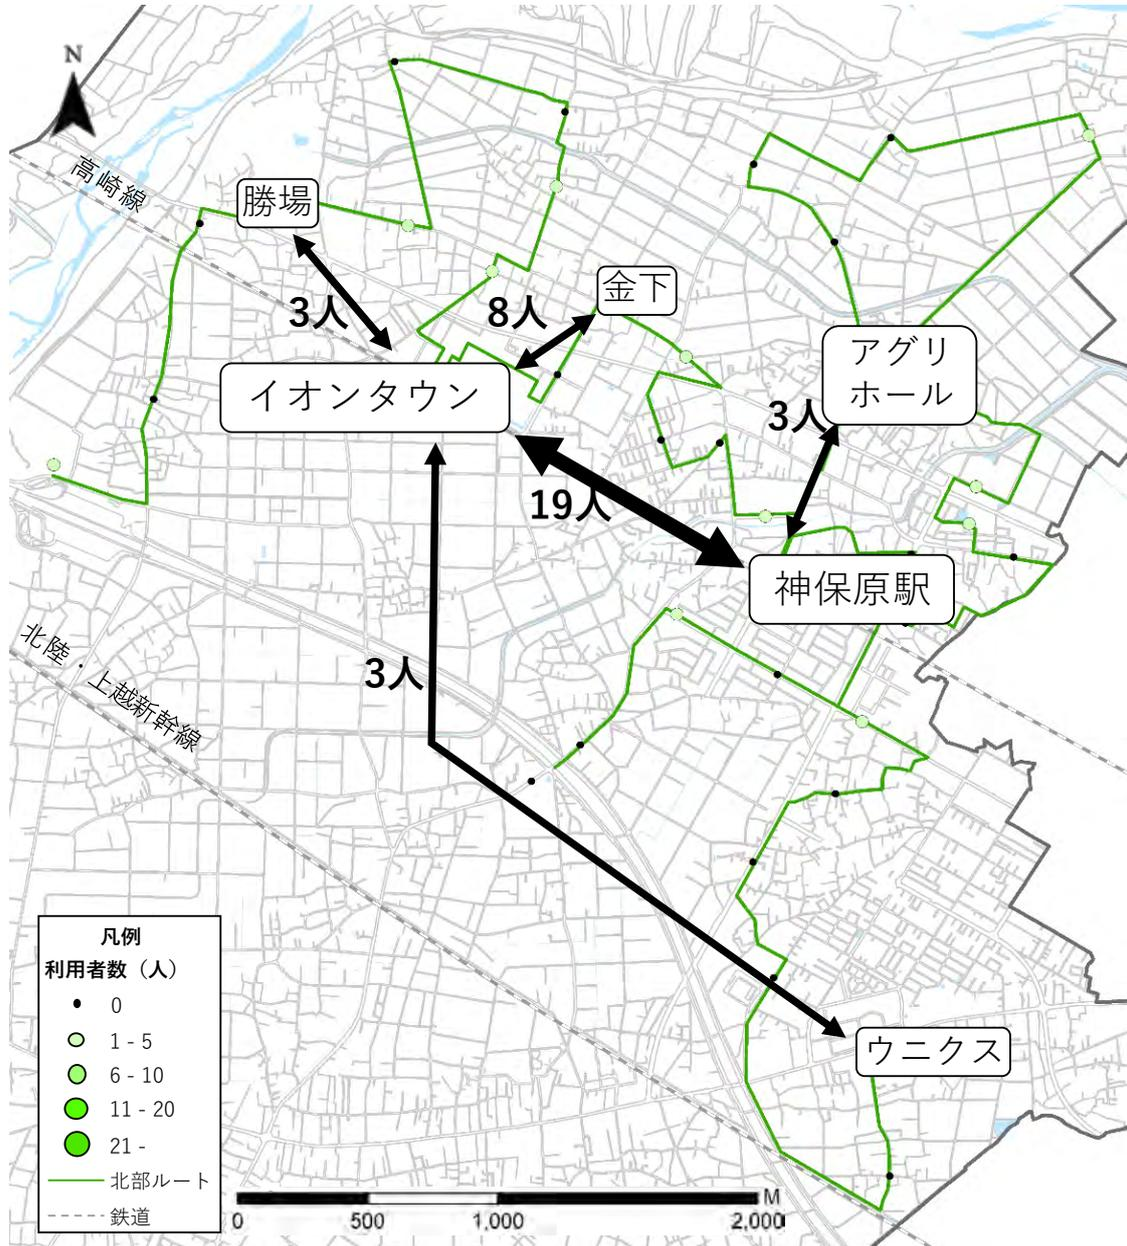 N
高崎線
勝場
3人
8人
金下
イオンタウン
アグリ
ホール
3人
19人
神保原駅
3人
北陸・上越新幹線
ウニクス
凡例
利用者数（人）
0
1 - 5
6 - 10
11 - 20
21 -
北部ルート
鉄道
M
0 500 1,000 2,000